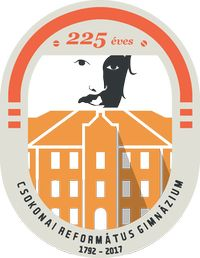 225 éves
CSOKONAI REFORMÁTUS GIMNÁZIUM
1792 - 2017